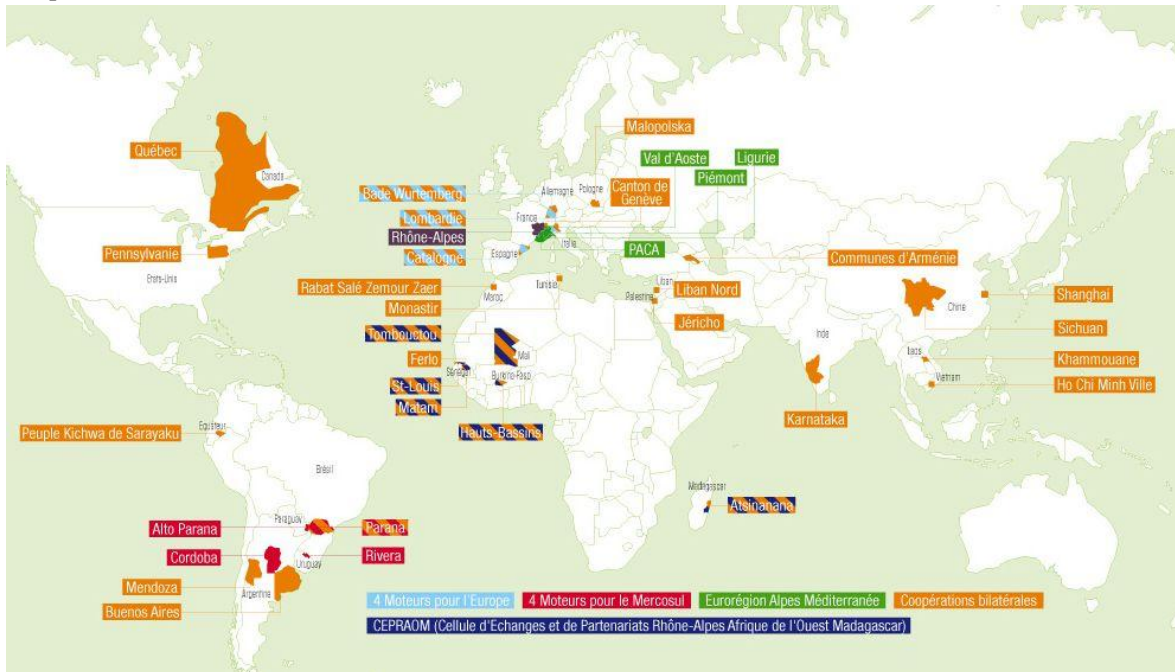 Québec
Canada
Pennsylvanie
Etats-Unis
Malopolska
Val d'Aoste
Ligurie
Piémont
Allemagne
Pologne
Canton de
Genève
Bade Wurtemberg
Lombardie
France
Rhône-Alpes
Italie
PACA
Catalogne
Espagne
Communes d'Arménie
Rabat Salé Zemour Zaer
Maroc
Tunisie
Liban
Liban Nord
Palestine
Monastir
Jéricho
Shanghai
Chine
Sichuan
Tombouctou
Inde
Ferlo
Mali
Laos
Khammouane
Sénégal
Burkina-Faso
St-Louis
Vietnam
Ho Chi Minh Ville
Matam
Karnataka
Hauts-Bassins
Peuple Kichwa de Sarayaku
Equateur
Brésil
Madagascar
Atsinanana
Paraguay
Alto Parana
Parana
Cordoba
Rivera
Uruguay
Mendoza
Argentine
Buenos Aires
4 Moteurs pour l'Europe
4 Moteurs pour le Mercosul
Eurorégion Alpes Méditerranée
Coopérations bilatérales
CEPRAOM (Cellule d'Echanges et de Partenariats Rhône-Alpes Afrique de l'Ouest Madagascar)